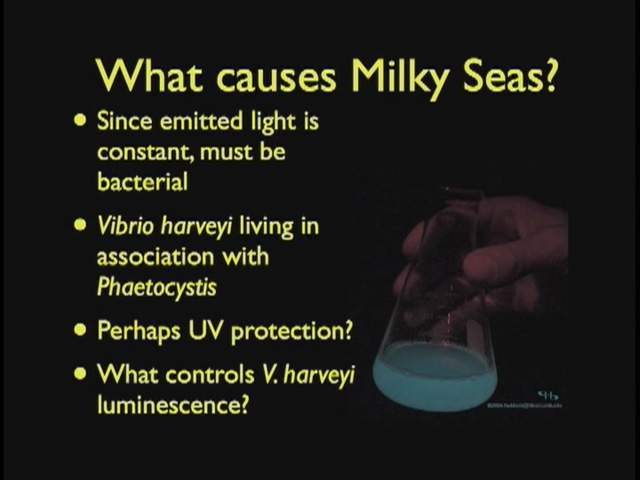 What causes Milky Seas?
• Since emitted light is
constant, must be
bacterial
• Vibrio harveyi living in
association with
Phaetocystis
• Perhaps UV protection?
• What controls V. harveyi
luminescence?